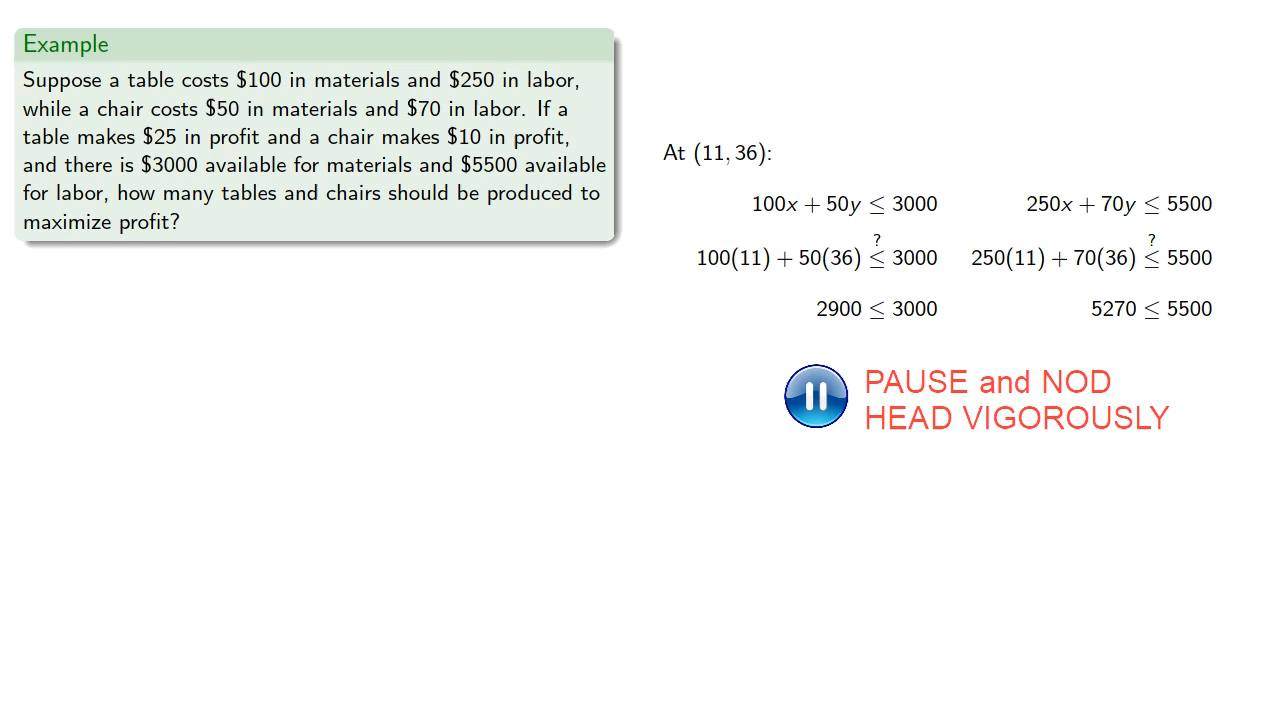 Example
Suppose a table costs $100 in materials and $250 in labor,
while a chair costs $50 in materials and $70 in labor. If a
table makes $25 in profit and a chair makes $10 in profit,
and there is $3000 available for materials and $5500 available
for labor, how many tables and chairs should be produced to
maximize profit?
At (11, 36):
100x + 50y ≤ 3000 250x + 70y ≤ 5500
100(11) + 50(36) ≤? 3000 250(11) + 70(36) ≤? 5500
2900 ≤ 3000 5270 ≤ 5500
PAUSE and NOD
HEAD VIGOROUSLY